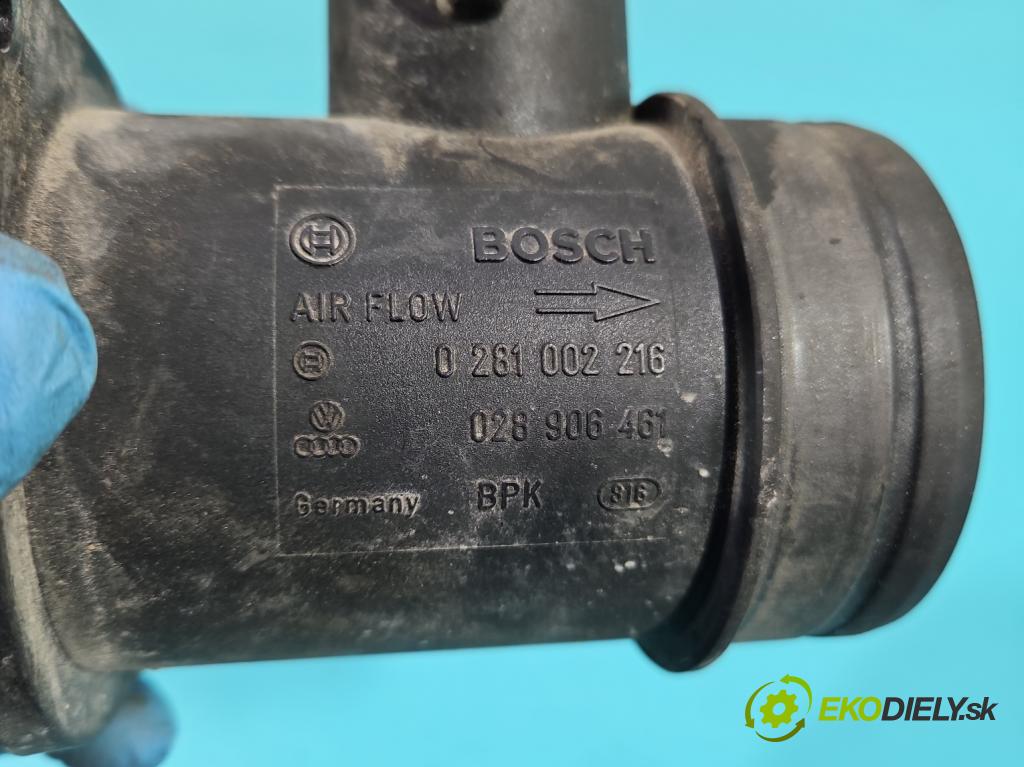 BOSCH
AIR FLOW
0 281 002 216
028 906 461
Germany BPK 816
EKODIELY.sk